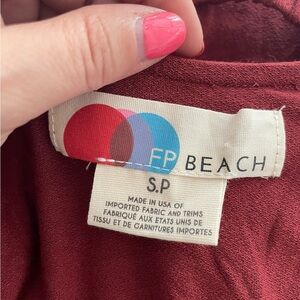 FP BEACH
S.P
MADE IN USA OF
IMPORTED FABRIC AND TRIMS
FABRIQUÉ AUX ETATS UNIS DE
TISSU ET DE GARNITURES IMPORTES